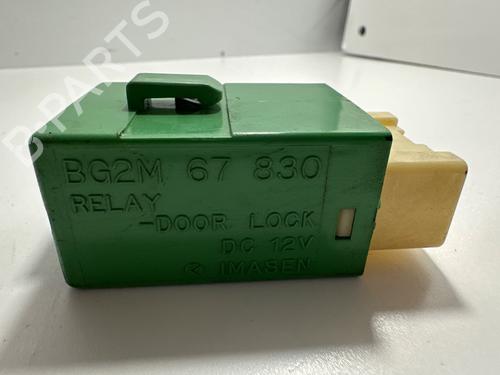 B-PARTS
BG2M 67 830
RELAY
-DOOR LOCK
DC 12V
IMASEN